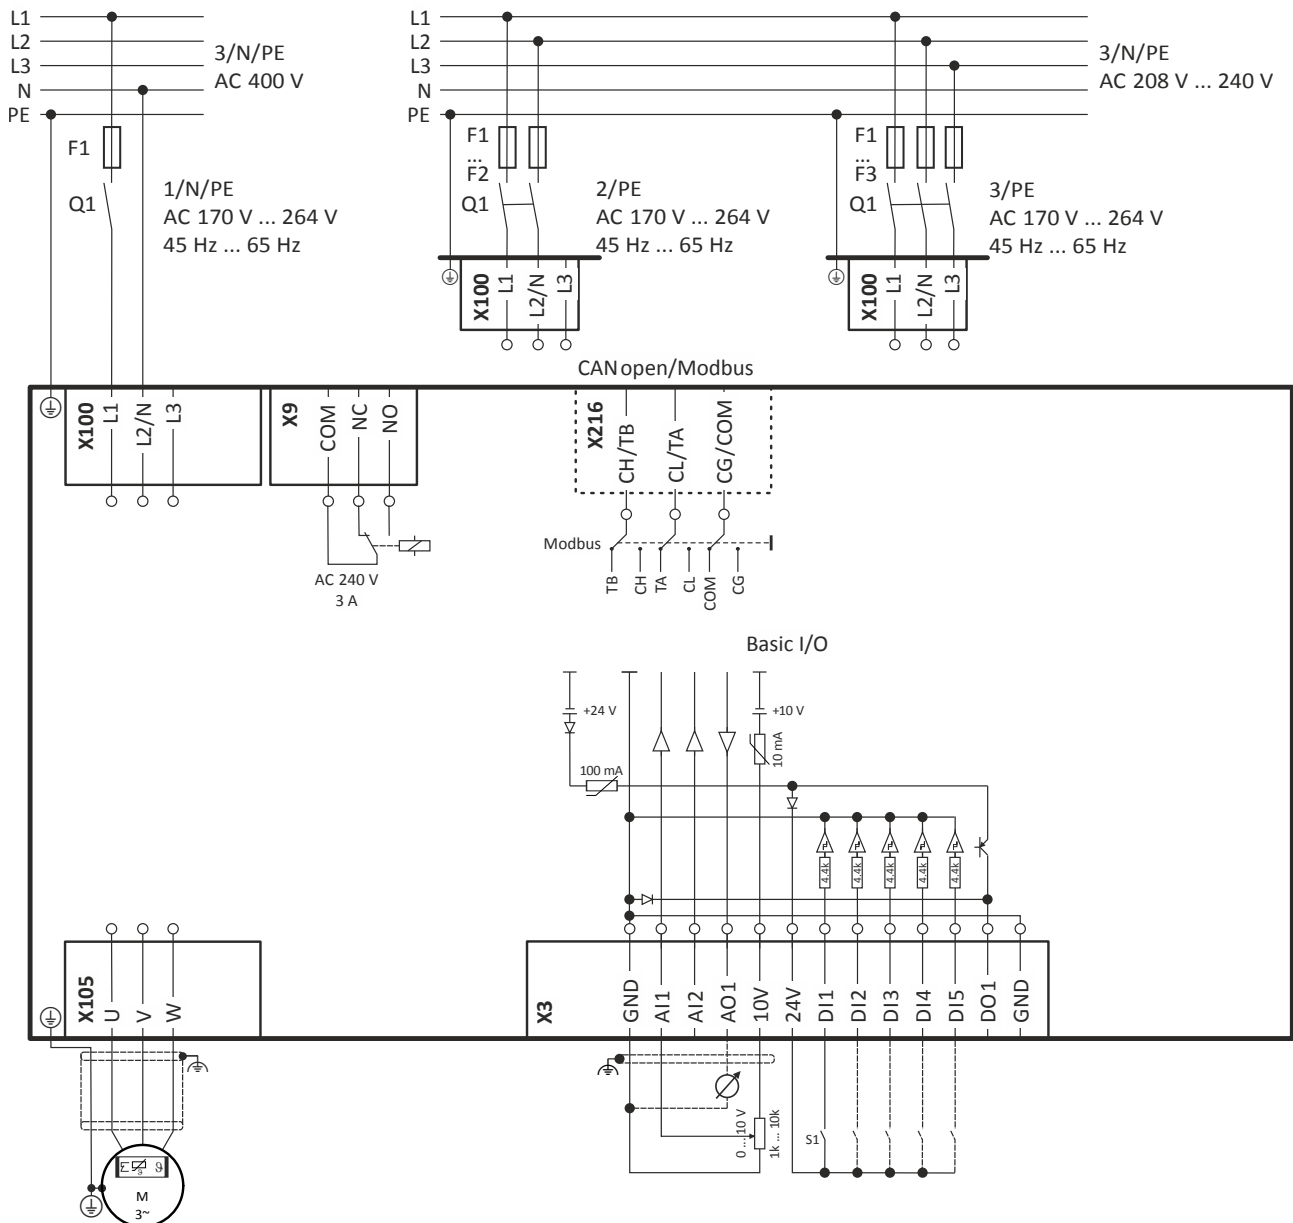 L1
L2
L3
N
PE
3/N/PE
AC 400 V
F1
Q1
1/N/PE
AC 170 V ... 264 V
45 Hz ... 65 Hz
L1
L2
L3
N
PE
3/N/PE
AC 208 V ... 240 V
F1
...
F2
Q1
2/PE
AC 170 V ... 264 V
45 Hz ... 65 Hz
F1
...
F3
Q1
3/PE
AC 170 V ... 264 V
45 Hz ... 65 Hz
X100
L1
L2/N
L3
X100
L1
L2/N
L3
CANopen/Modbus
X100
L1
L2/N
L3
X9
COM
NC
NO
AC 240 V
3 A
X216
CH/TB
CL/TA
CG/COM
Modbus
TB
CH
TA
CL
COM
CG
Basic I/O
+24 V
+10 V
10 mA
100 mA
4.4k
4.4k
4.4k
4.4k
4.4k
X105
U
V
W
X3
GND
AI1
AI2
AO1
10V
24V
DI1
DI2
DI3
DI4
DI5
DO1
GND
0 ... 10 V
1k ... 10k
S1
ϑ
M
3~